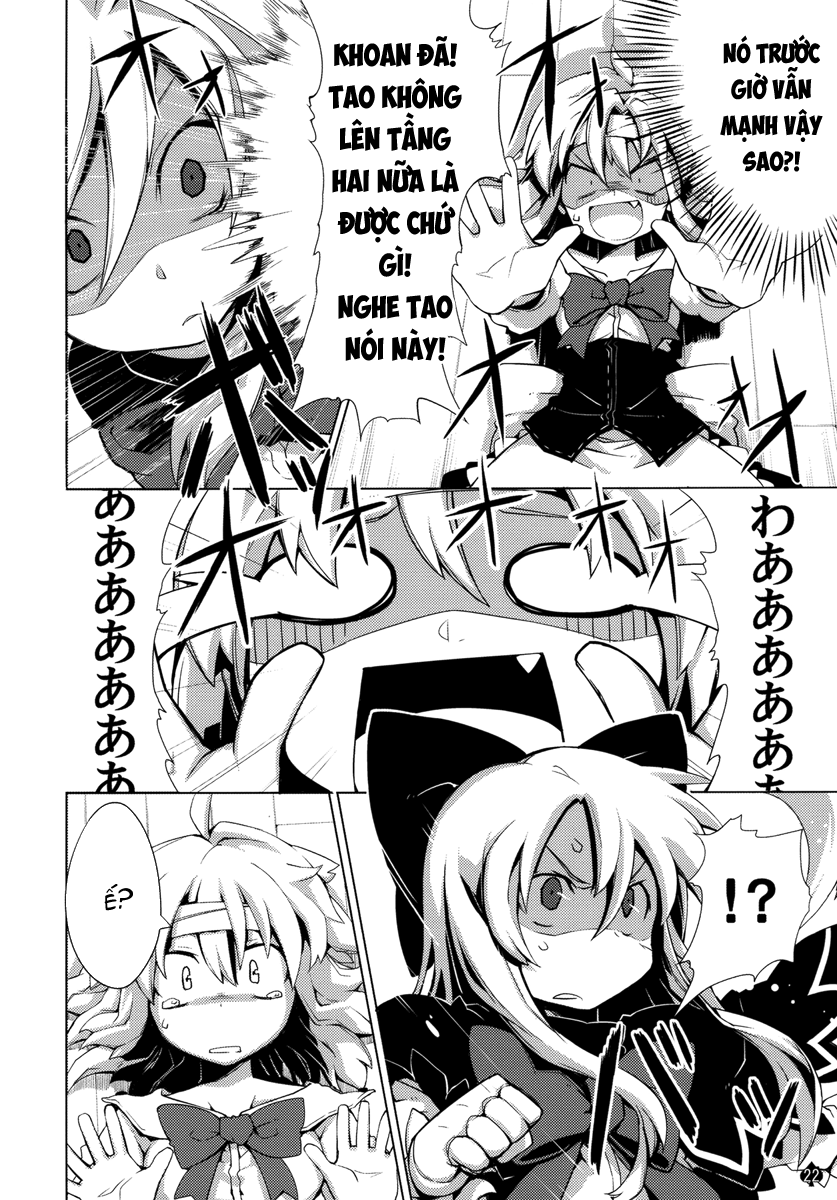 NÓ TRƯỚC
GIỜ VẪN
MẠNH VẬY
SAO?!
KHOAN ĐÃ!
TAO KHÔNG
LÊN TẦNG
HAI NỮA LÀ
ĐƯỢC CHỨ
GÌ!
NGHE TAO
NÓI NÀY!
わああああああ
ああああああ
!?
Ế?
22